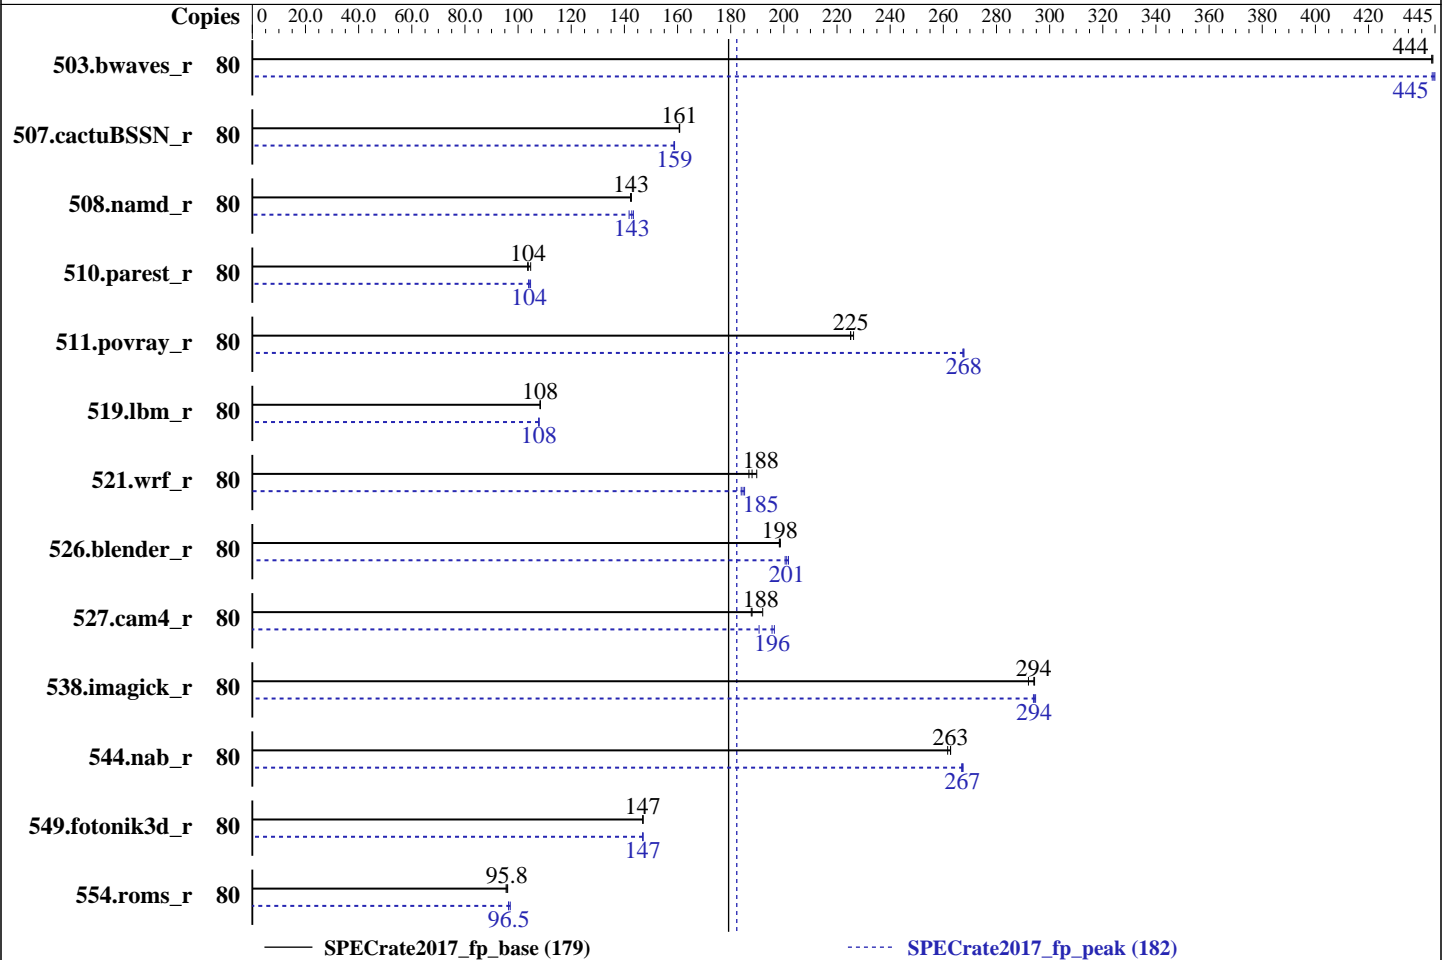 Copies 0 20.0 40.0 60.0 80.0 100 120 140 160 180 200 220 240 260 280 300 320 340 360 380 400 420 445
503.bwaves_r 80 444
445
507.cactuBSSN_r 80 161
159
508.namd_r 80 143
143
510.parest_r 80 104
104
511.povray_r 80 225
268
519.lbm_r 80 108
108
521.wrf_r 80 188
185
526.blender_r 80 198
201
527.cam4_r 80 188
196
538.imagick_r 80 294
294
544.nab_r 80 263
267
549.fotonik3d_r 80 147
147
554.roms_r 80 95.8
96.5
SPECrate2017_fp_base (179) SPECrate2017_fp_peak (182)